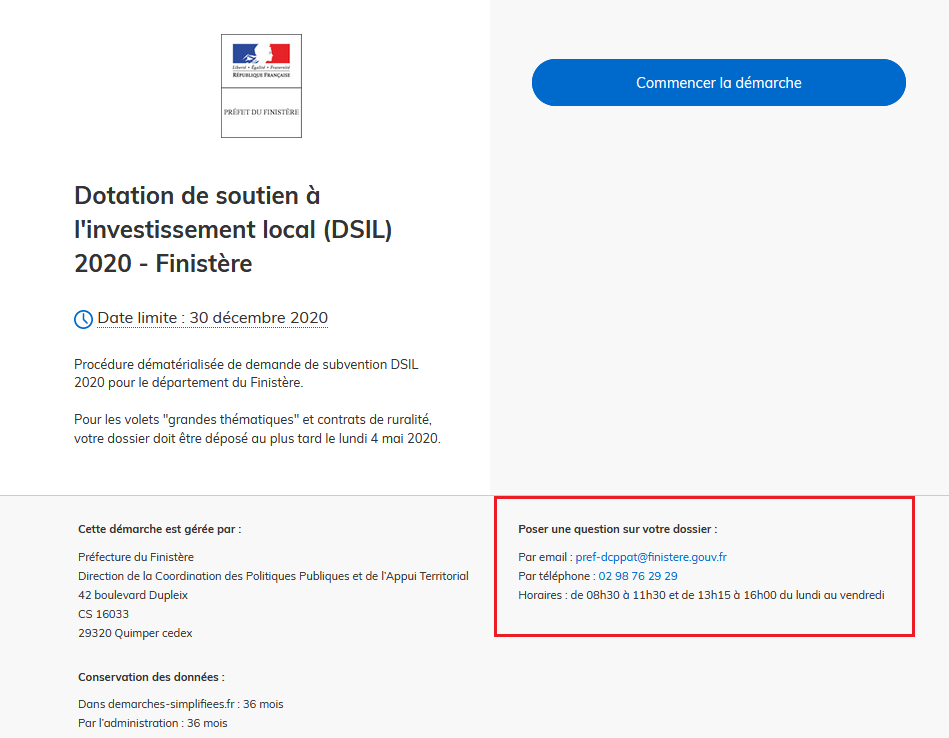 Liberté • Égalité • Fraternité
RÉPUBLIQUE FRANÇAISE
PRÉFET DU FINISTÈRE
Commencer la démarche
Dotation de soutien à
l'investissement local (DSIL)
2020 - Finistère
Date limite : 30 décembre 2020
Procédure dématérialisée de demande de subvention DSIL
2020 pour le département du Finistère.
Pour les volets "grandes thématiques" et contrats de ruralité,
votre dossier doit être déposé au plus tard le lundi 4 mai 2020.
Cette démarche est gérée par :
Préfecture du Finistère
Direction de la Coordination des Politiques Publiques et de l'Appui Territorial
42 boulevard Dupleix
CS 16033
29320 Quimper cedex
Conservation des données :
Dans demarches-simplifiees.fr : 36 mois
Par l'administration : 36 mois
Poser une question sur votre dossier :
Par email : pref-dcppat@finistere.gouv.fr
Par téléphone : 02 98 76 29 29
Horaires : de 08h30 à 11h30 et de 13h15 à 16h00 du lundi au vendredi